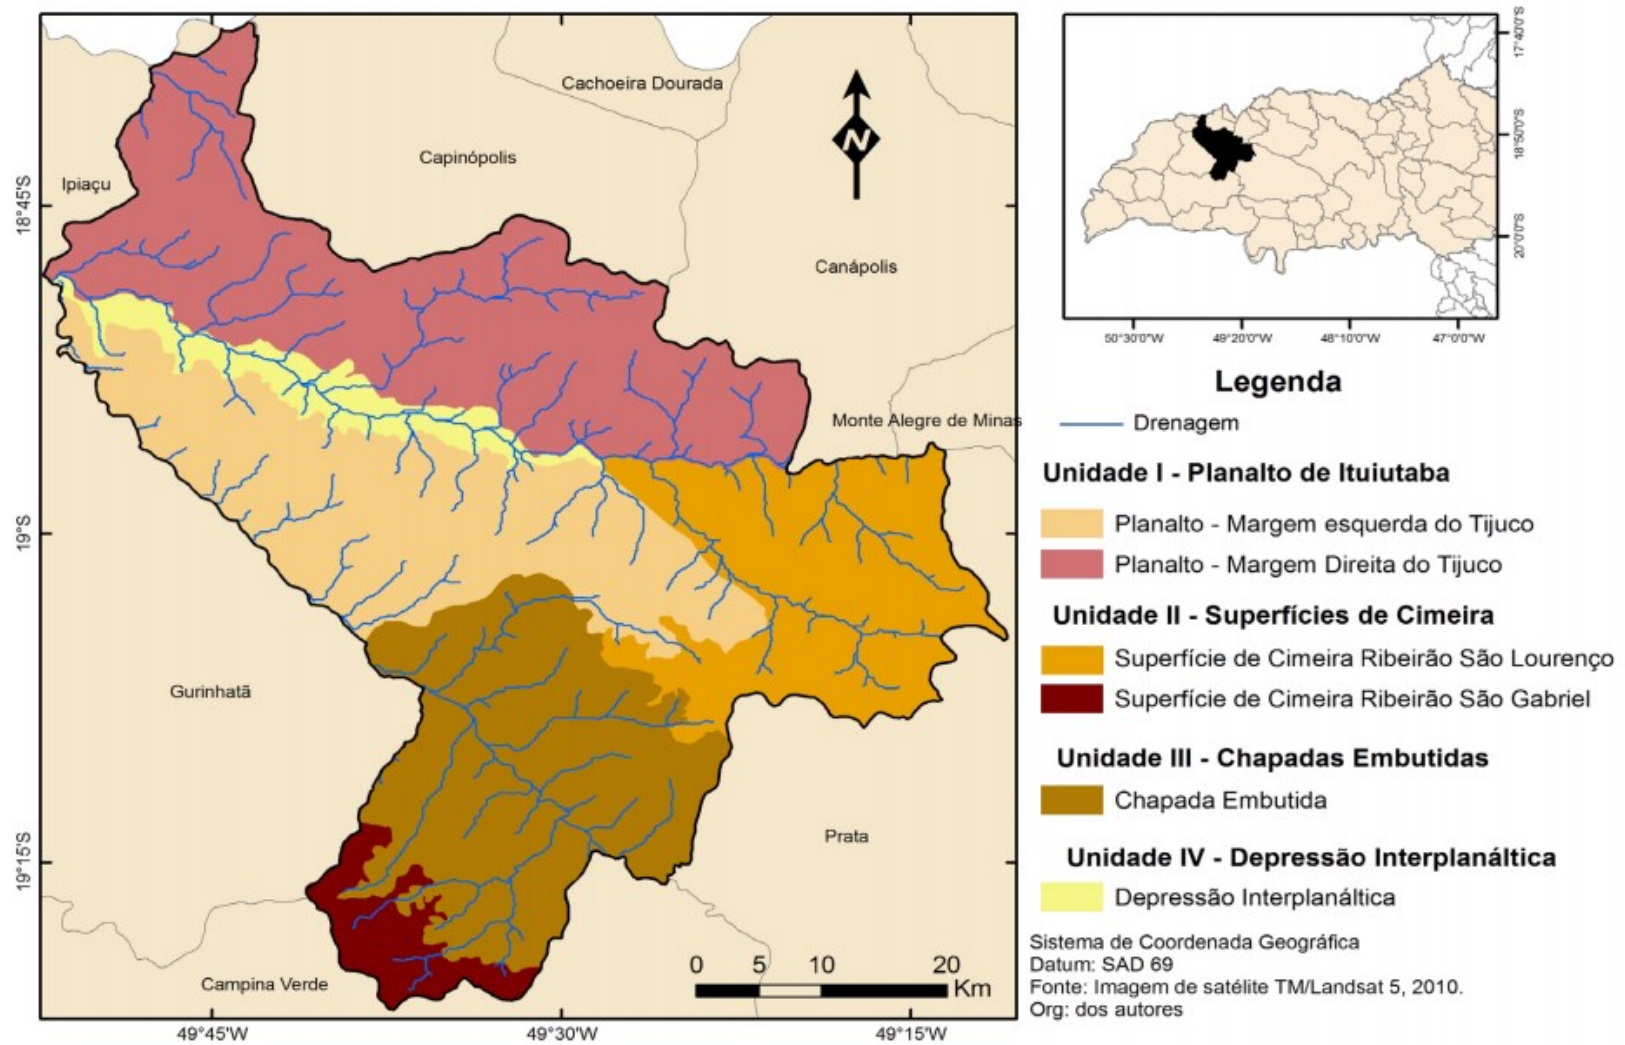 Cachoeira Dourada
Capinópolis
Ipiaçu
N
Canápolis
Monte Alegre de Minas
Gurinhatã
Prata
Campina Verde
18°45'S
19°S
19°15'S
49°45'W
49°30'W
49°15'W
0 5 10 20
Km
17°40'0"S
18°50'0"S
20°0'0"S
50°30'0"W
49°20'0"W
48°10'0"W
47°0'0"W
Legenda
Drenagem
Unidade I - Planalto de Ituiutaba
Planalto - Margem esquerda do Tijuco
Planalto - Margem Direita do Tijuco
Unidade II - Superfícies de Cimeira
Superfície de Cimeira Ribeirão São Lourenço
Superfície de Cimeira Ribeirão São Gabriel
Unidade III - Chapadas Embutidas
Chapada Embutida
Unidade IV - Depressão Interplanáltica
Depressão Interplanáltica
Sistema de Coordenada Geográfica
Datum: SAD 69
Fonte: Imagem de satélite TM/Landsat 5, 2010.
Org: dos autores